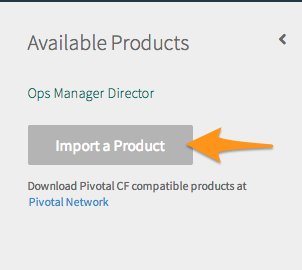 Available Products
Ops Manager Director
Import a Product
Download Pivotal CF compatible products at
Pivotal Network